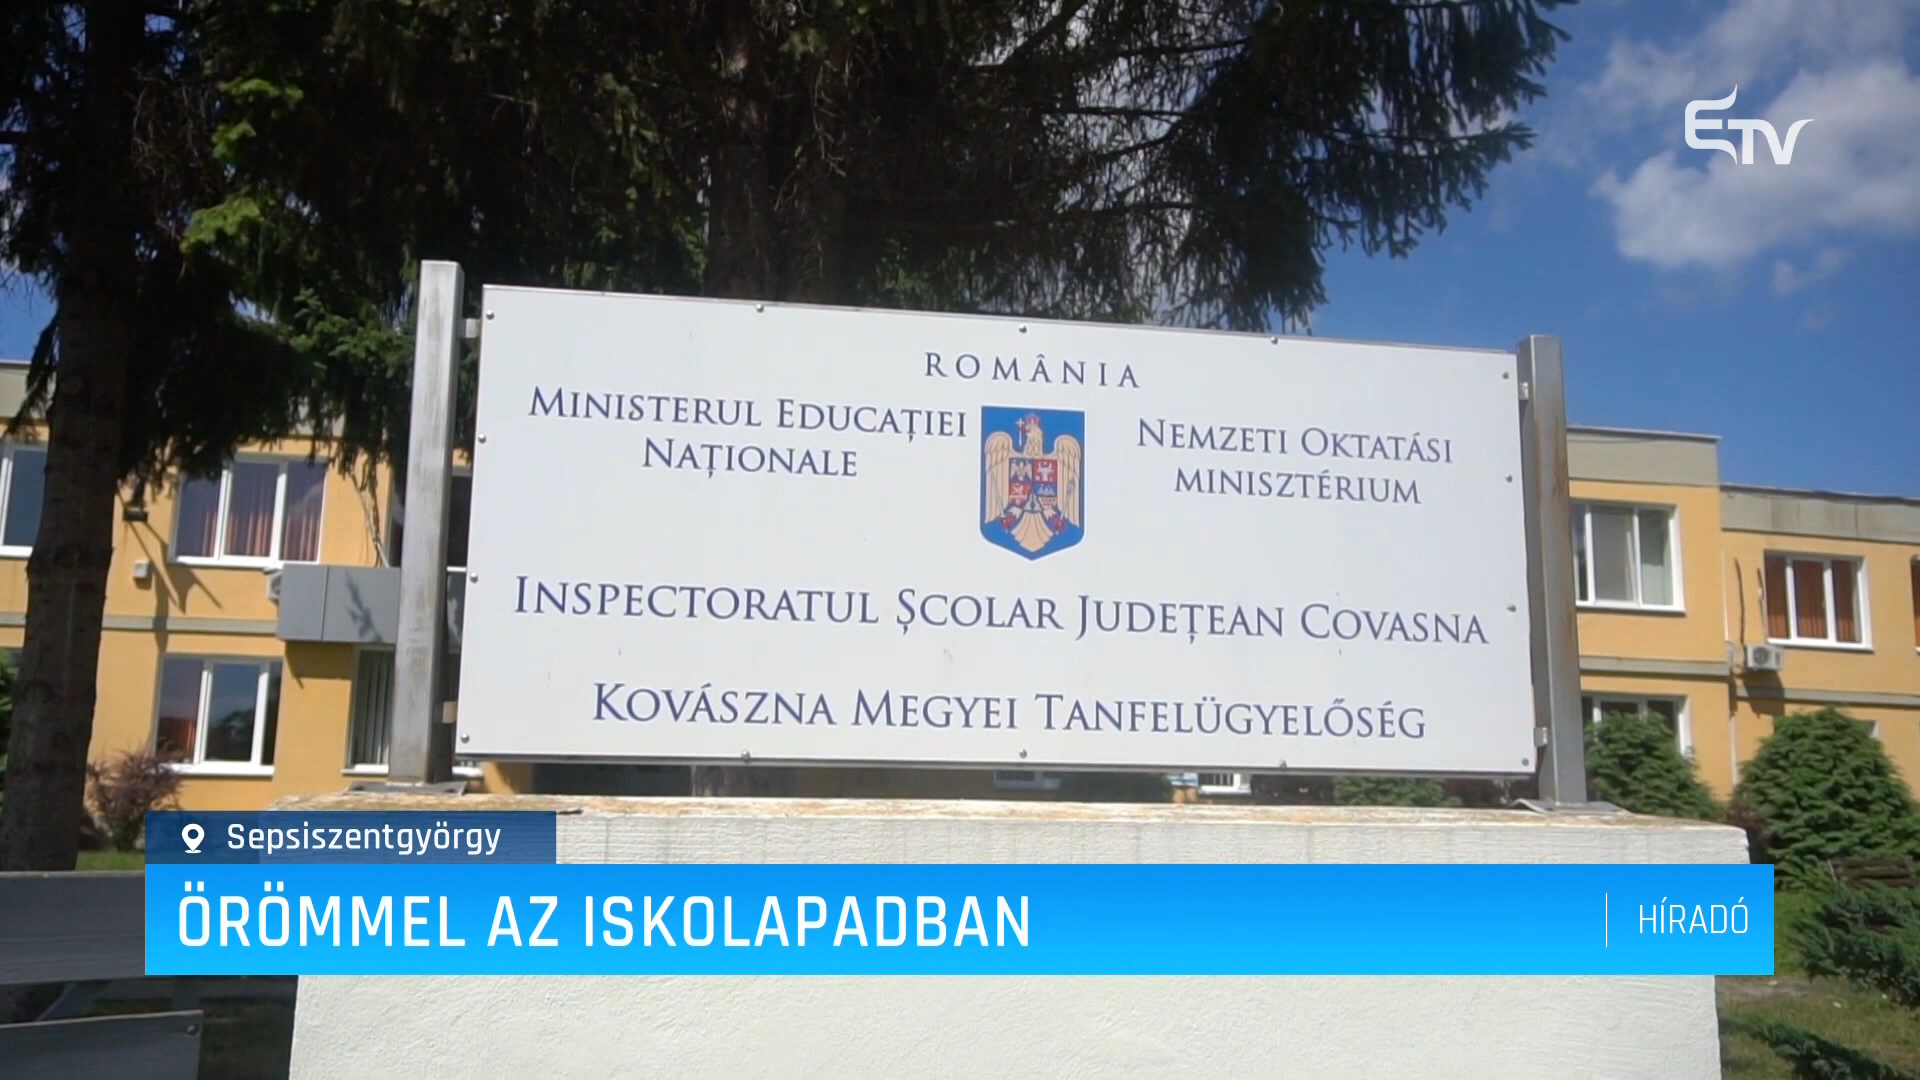 ETV
ROMÂNIA
MINISTERUL EDUCAȚIEI
NAȚIONALE
NEMZETI OKTATÁSI
MINISZTÉRIUM
INSPECTORATUL ȘCOLAR JUDEȚEAN COVASNA
KOVÁSZNA MEGYEI TANFELÜGYELŐSÉG
Sepsiszentgyörgy
ÖRÖMMEL AZ ISKOLAPADBAN
HÍRADÓ